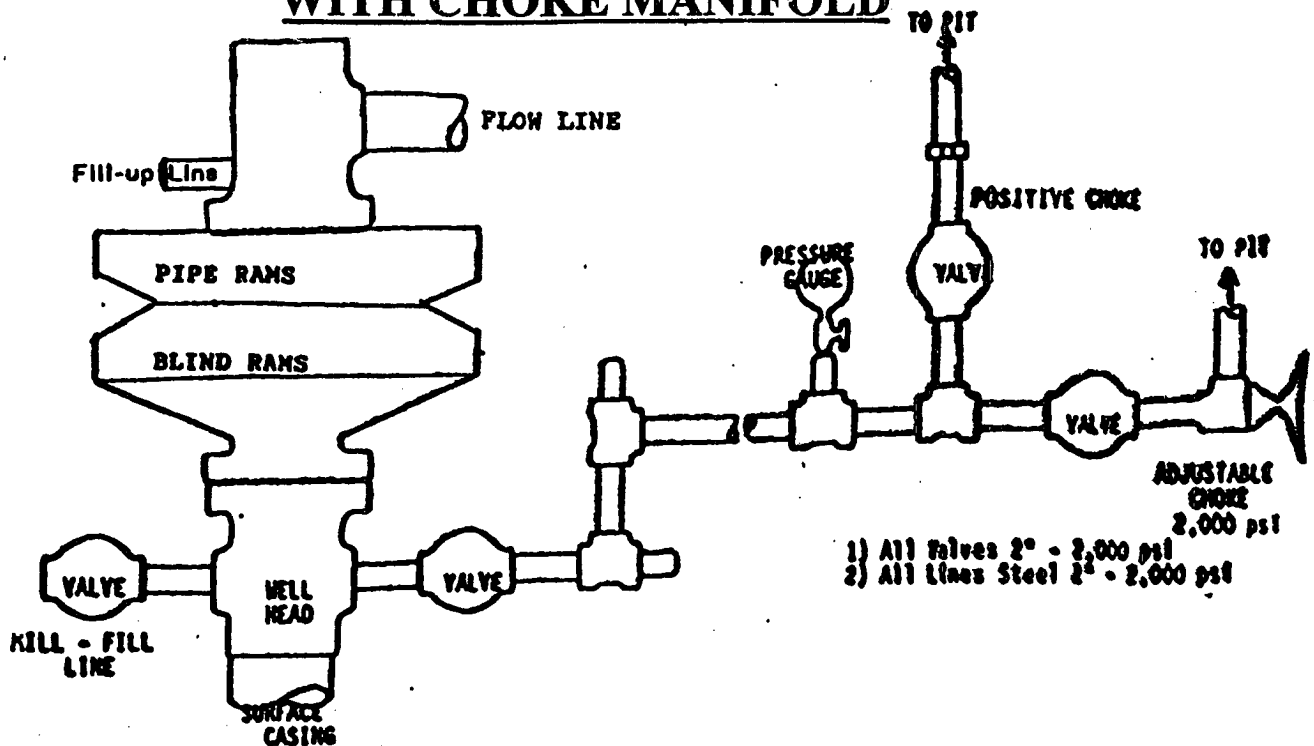 WITH CHOKE MANIFOLD
TO PIT
FLOW LINE
Fill-up Line
POSITIVE CHOKE
PIPE RAMS
PRESSURE
GAUGE
VALV
TO PIT
BLIND RAMS
VALVE
ADJUSTABLE
CHOKE
2,000 psi
1) All Valves 2" - 2,000 psi
2) All Lines Steel 2" - 2,000 psi
VALVE
WELL
HEAD
VALVE
KILL - FILL
LINE
SURFACE
CASING